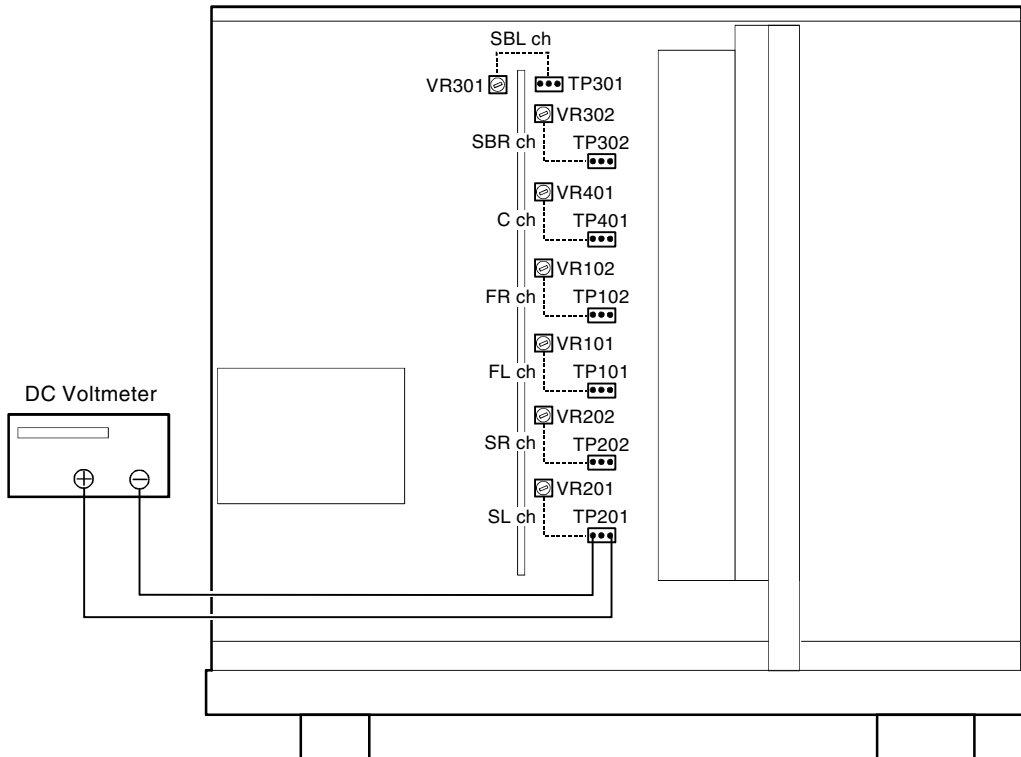 SBL ch
VR301
TP301
VR302
SBR ch
TP302
VR401
C ch
TP401
VR102
FR ch
TP102
VR101
FL ch
TP101
DC Voltmeter
VR202
SR ch
TP202
VR201
SL ch
TP201